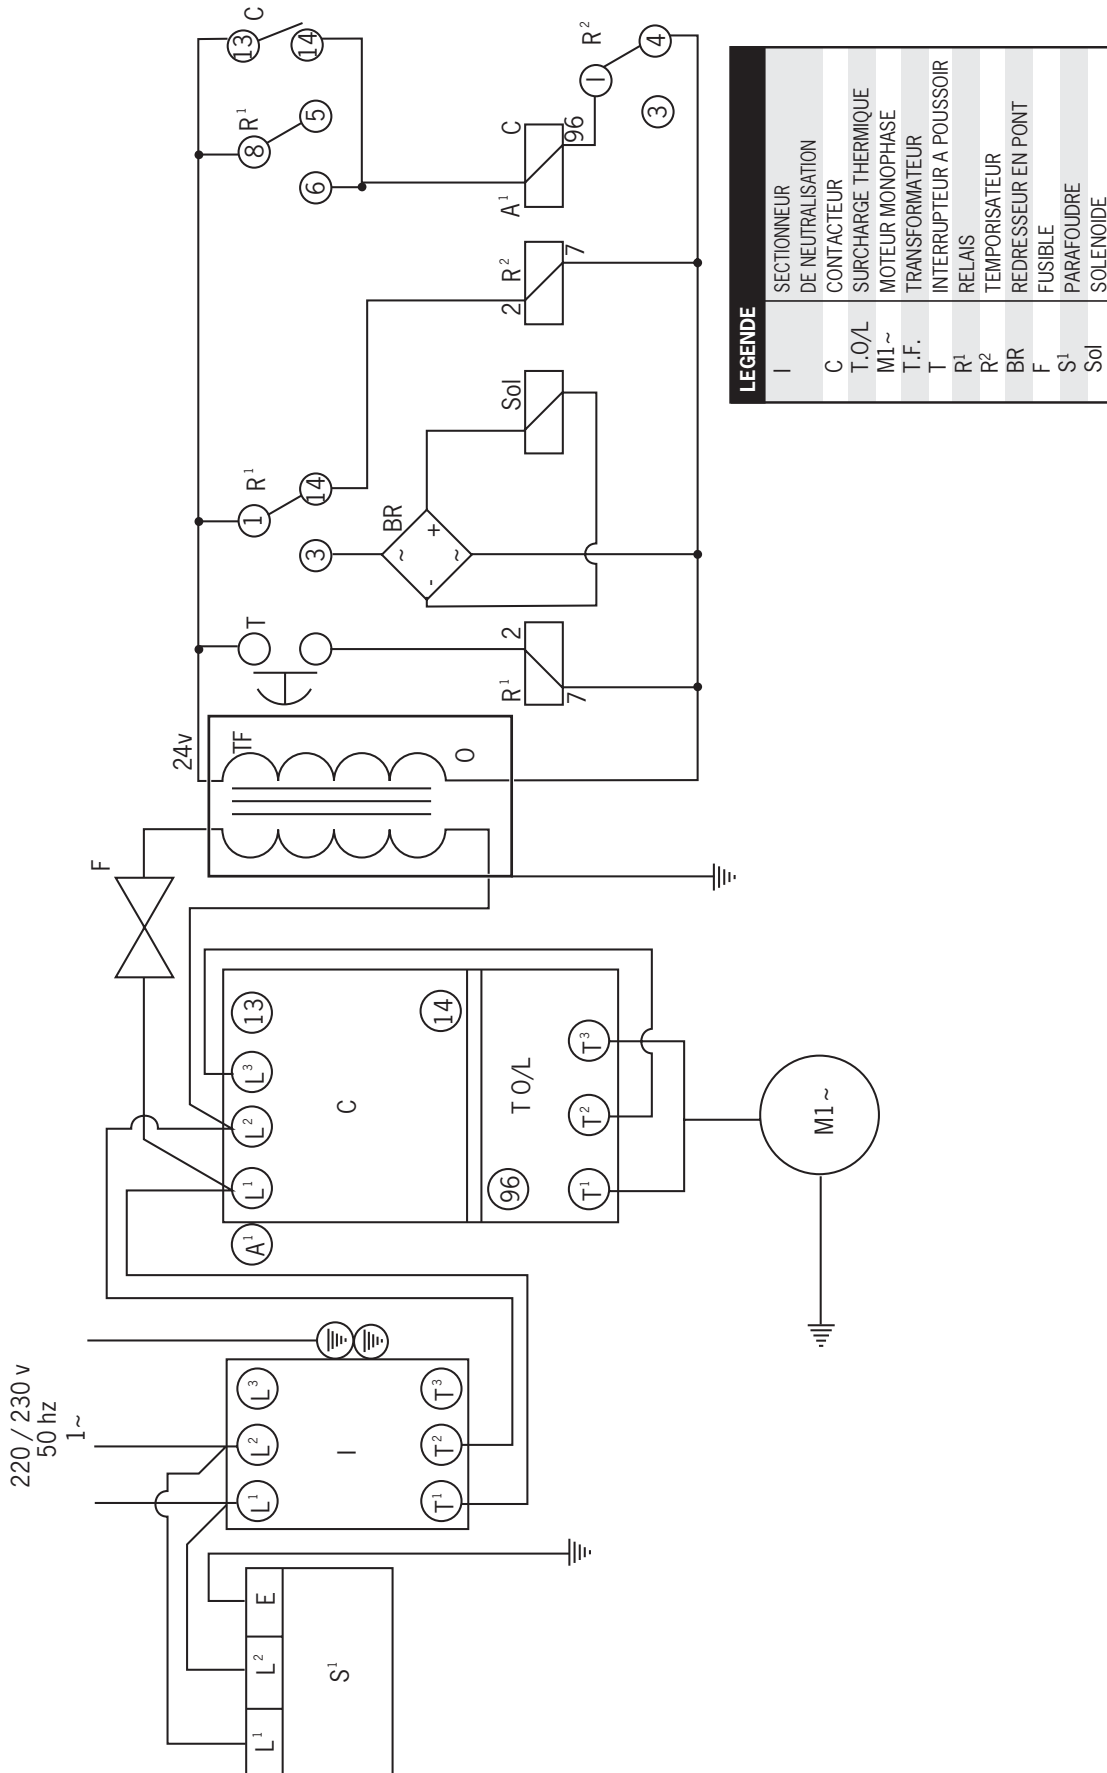 220 / 230 v
50 hz
1~
L1
L2
E
S1
L1
L2
L3
I
T1
T2
T3
A1
L1
L2
L3
13
C
14
96
T O/L
T1
T2
T3
M1~
F
24v
TF
0
T
R1
2
7
1
R1
14
3
BR
~
+
-
~
Sol
2
R2
7
8
R1
5
6
13
C
14
A1
C
96
1
R2
4
3
LEGENDE
I SECTIONNEUR
DE NEUTRALISATION
C CONTACTEUR
T.O/L SURCHARGE THERMIQUE
M1~ MOTEUR MONOPHASE
T.F. TRANSFORMATEUR
T INTERRUPTEUR A POUSSOIR
R1 RELAIS
R2 TEMPORISATEUR
BR REDRESSEUR EN PONT
F FUSIBLE
S1 PARAFOUDRE
Sol SOLENOIDE